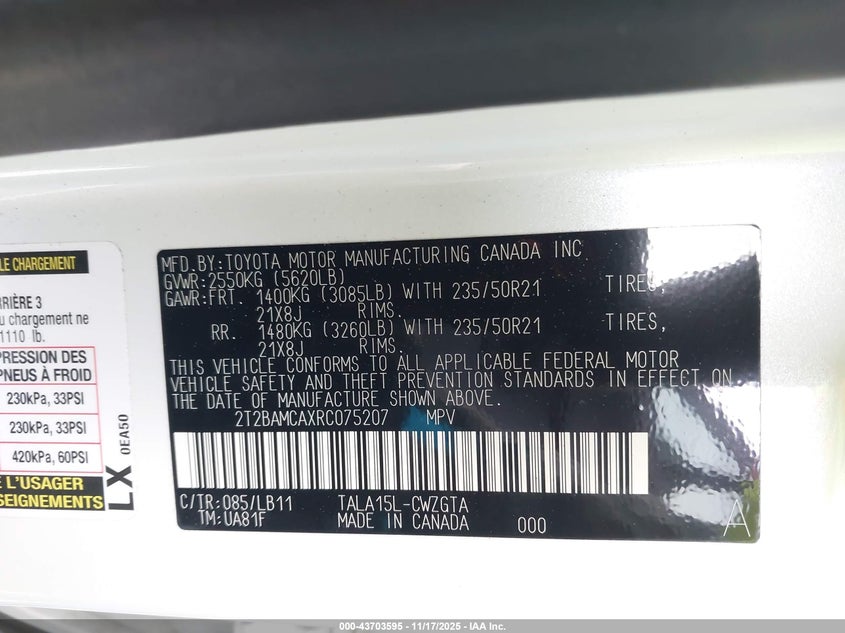 LE CHARGEMENT
RRIÈRE 3
u chargement ne
1110 lb.
PRESSION DES
PNEUS À FROID
230kPa, 33PSI
230kPa, 33PSI
420kPa, 60PSI
E L'USAGER
SEIGNEMENTS
LX 0EA50
MFD.BY:TOYOTA MOTOR MANUFACTURING CANADA INC
GVWR:2550KG (5620LB)
GAWR:FRT. 1400KG (3085LB) WITH 235/50R21 TIRES,
21X8J RIMS.
RR. 1480KG (3260LB) WITH 235/50R21 TIRES,
21X8J RIMS.
THIS VEHICLE CONFORMS TO ALL APPLICABLE FEDERAL MOTOR
VEHICLE SAFETY AND THEFT PREVENTION STANDARDS IN EFFECT ON
THE DATE OF MANUFACTURE SHOWN ABOVE.
2T2BAMCAXRC075207 MPV
C/TR:085/LB11 TALA15L-CWZGTA
TM:UA81F MADE IN CANADA 000
A
000-43703595 - 11/17/2025 - IAA Inc.